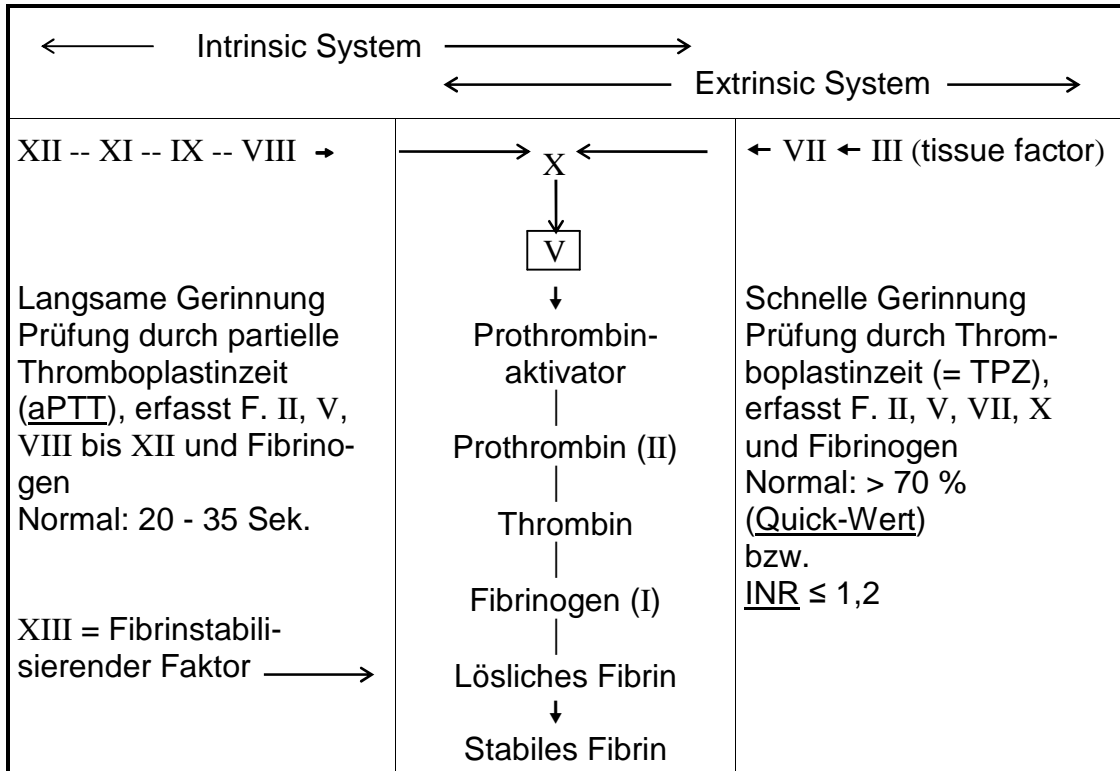 Intrinsic System
Extrinsic System
XII -- XI -- IX -- VIII
Langsame Gerinnung
Prüfung durch partielle
Thromboplastinzeit
(aPTT), erfasst F. II, V,
VIII bis XII und Fibrino-
gen
Normal: 20 - 35 Sek.
XIII = Fibrinstabili-
sierender Faktor
X
V
Prothrombin-
aktivator
Prothrombin (II)
Thrombin
Fibrinogen (I)
Lösliches Fibrin
Stabiles Fibrin
← VII ← III (tissue factor)
Schnelle Gerinnung
Prüfung durch Throm-
boplastinzeit (= TPZ),
erfasst F. II, V, VII, X
und Fibrinogen
Normal: > 70 %
(Quick-Wert)
bzw.
INR ≤ 1,2